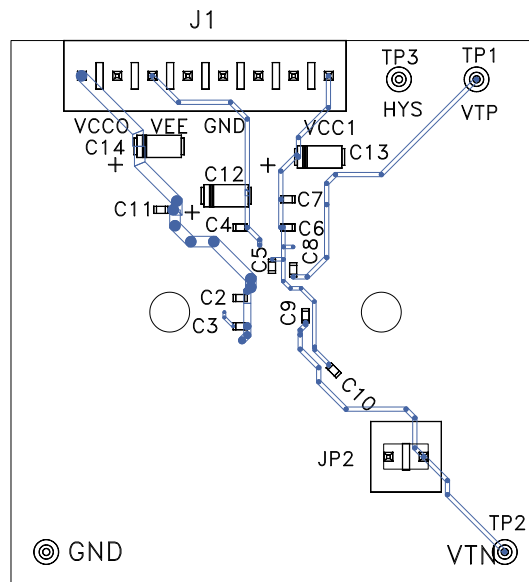 J1
TP3
TP1
HYS
VTP
VCCO
VEE
GND
VCC1
C14
C13
C12
C7
C11
C4
C6
C5
C8
C2
C9
C3
C10
JP2
TP2
GND
VTN